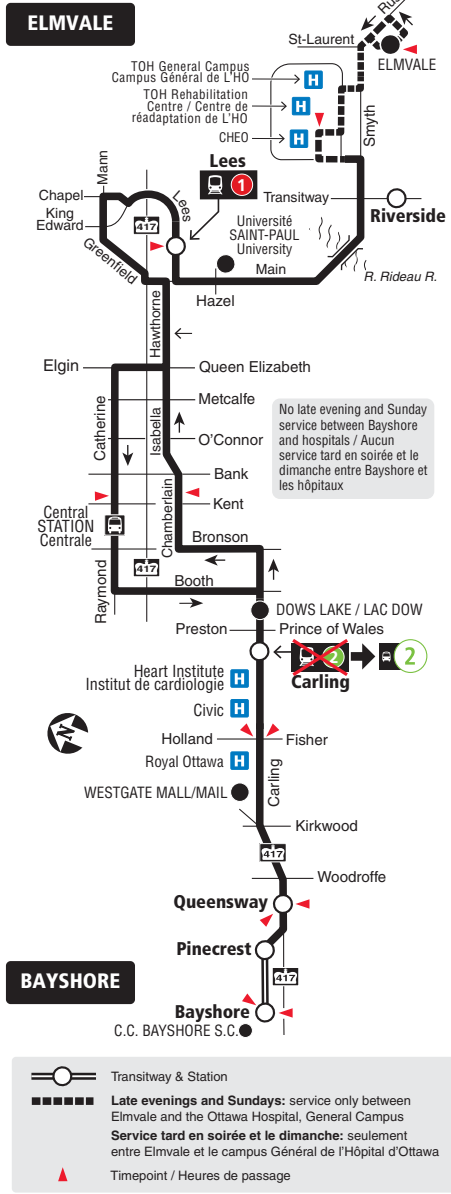 ELMVALE
Rus
St-Laurent
ELMVALE
TOH General Campus
Campus Général de L'HO
H
TOH Rehabilitation
Centre / Centre de
réadaptation de L'HO
H
CHEO
H
Smyth
Lees
1
Mann
Chapel
King
Edward
Lees
417
Greenfield
Transitway
Riverside
Université
SAINT-PAUL
University
Main
R. Rideau R.
Hazel
Hawthorne
Elgin
Queen Elizabeth
Metcalfe
Catherine
Isabella
O'Connor
No late evening and Sunday
service between Bayshore
and hospitals / Aucun
service tard en soirée et le
dimanche entre Bayshore et
les hôpitaux
Bank
Kent
Chamberlain
Central
STATION
Centrale
Bronson
417
Raymond
Booth
DOWS LAKE / LAC DOW
Preston
Prince of Wales
2
2
Carling
Heart Institute
Institut de cardiologie
H
Civic
H
N
Holland
Fisher
Royal Ottawa
H
Carling
WESTGATE MALL/MAIL
Kirkwood
417
Woodroffe
Queensway
Pinecrest
BAYSHORE
417
Bayshore
C.C. BAYSHORE S.C.
Transitway & Station
Late evenings and Sundays: service only between
Elmvale and the Ottawa Hospital, General Campus
Service tard en soirée et le dimanche: seulement
entre Elmvale et le campus Général de l'Hôpital d'Ottawa
Timepoint / Heures de passage